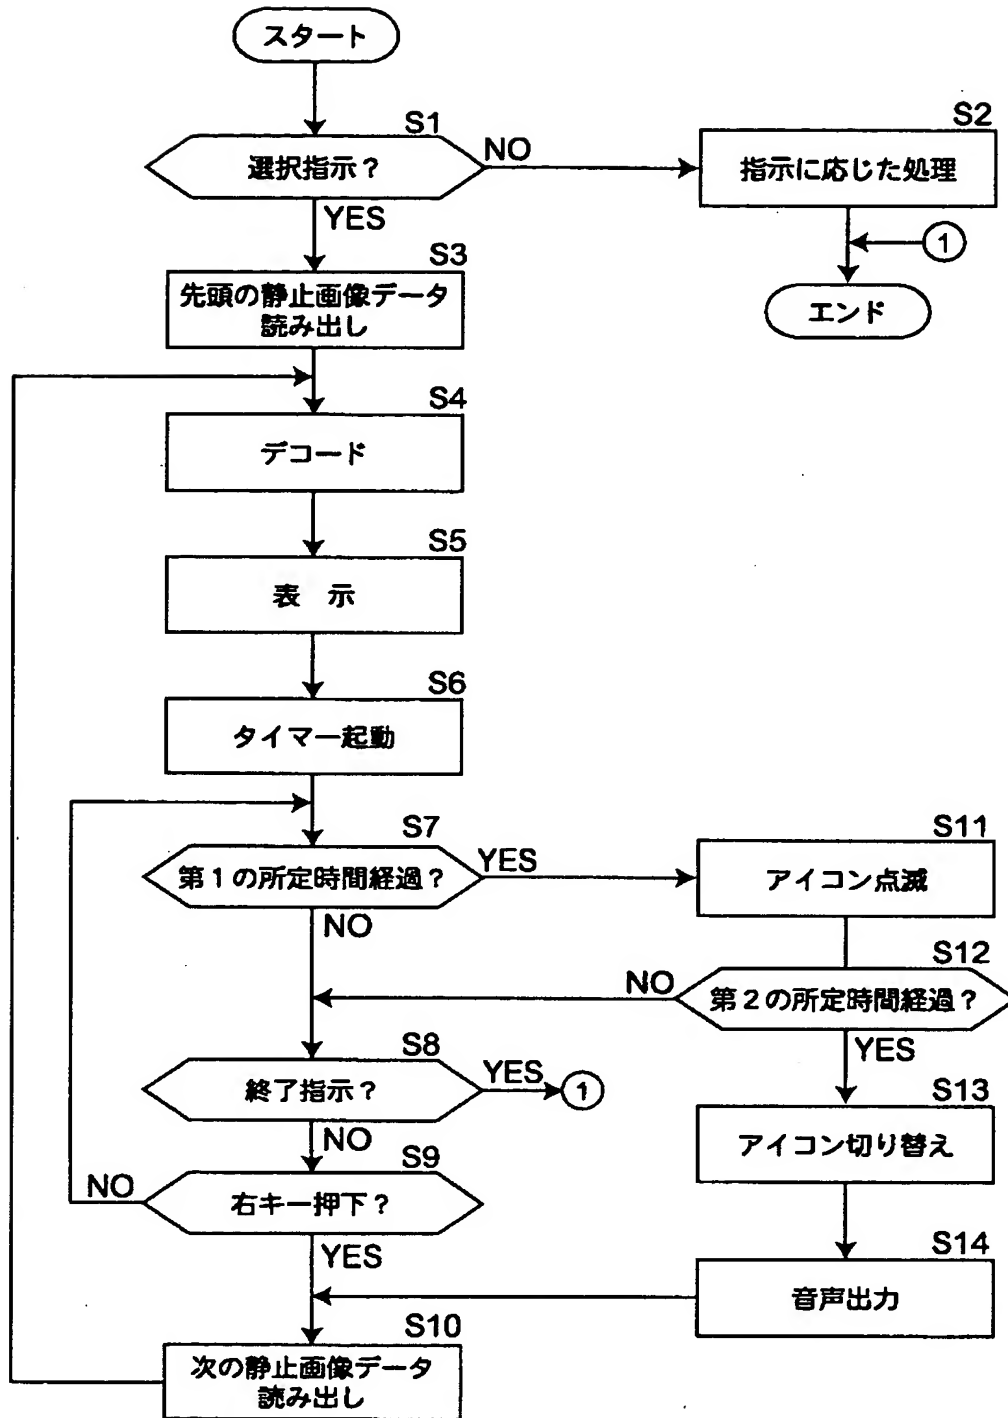 スタート
S1
選択指示？
NO
S2
指示に応じた処理
YES
1
エンド
S3
先頭の静止画像データ
読み出し
S4
デコード
S5
表 示
S6
タイマー起動
S7
第１の所定時間経過？
YES
S11
アイコン点滅
NO
S12
NO
第２の所定時間経過？
YES
S8
終了指示？
YES
1
S13
アイコン切り替え
NO
S9
NO
右キー押下？
YES
S14
音声出力
S10
次の静止画像データ
読み出し